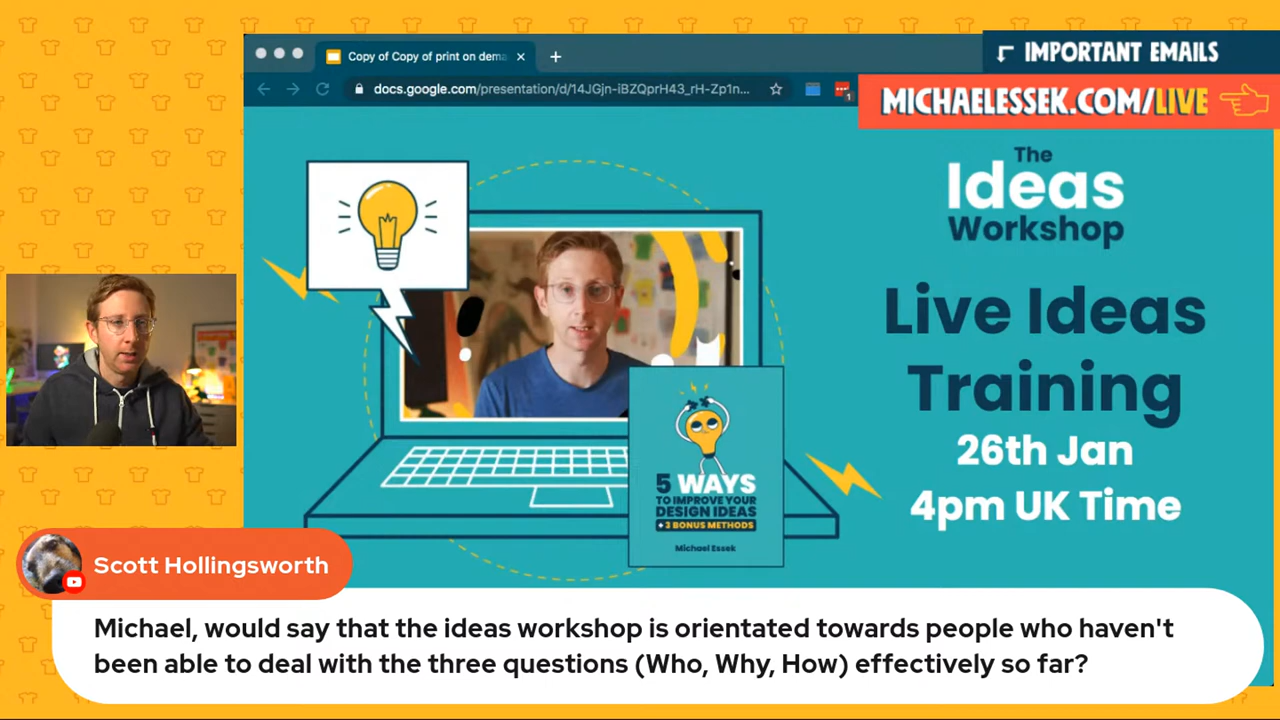 Copy of Copy of print on dema
IMPORTANT EMAILS
docs.google.com/presentation/d/14JGjn-iBZQprH43_rH-Zp1n...
1
MICHAELESSEK.COM/LIVE
The
Ideas
Workshop
Live Ideas
Training
26th Jan
4pm UK Time
5 WAYS
TO IMPROVE YOUR
DESIGN IDEAS
+ 3 BONUS METHODS
Michael Essek
Scott Hollingsworth
Michael, would say that the ideas workshop is orientated towards people who haven't
been able to deal with the three questions (Who, Why, How) effectively so far?